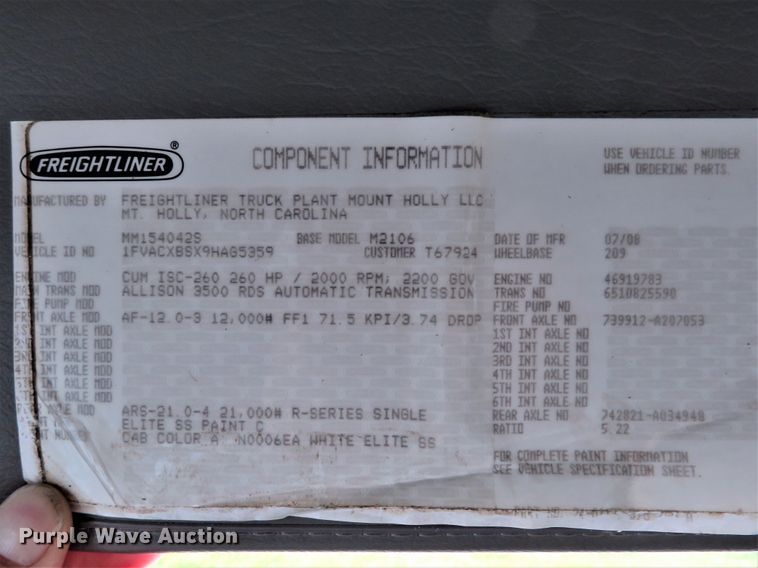 FREIGHTLINER ®
COMPONENT INFORMATION
USE VEHICLE ID NUMBER
WHEN ORDERING PARTS.
MANUFACTURED BY FREIGHTLINER TRUCK PLANT MOUNT HOLLY LLC
MT. HOLLY, NORTH CAROLINA
MODEL MM154042S BASE MODEL M2106 DATE OF MFR 07/08
VEHICLE ID NO 1FVACXBSX9HAG5359 CUSTOMER T67924 WHEELBASE 209
ENGINE MOD CUM ISC-260 260 HP / 2000 RPM; 2200 GOV ENGINE NO 46919783
MAIN TRANS MOD ALLISON 3500 RDS AUTOMATIC TRANSMISSION TRANS NO 6510825590
FIRE PUMP MOD FIRE PUMP NO
FRONT AXLE MOD AF-12.0-3 12,000# FF1 71.5 KPI/3.74 DROP FRONT AXLE NO 739912-A207053
1ST INT AXLE MOD 1ST INT AXLE NO
2ND INT AXLE MOD 2ND INT AXLE NO
3RD INT AXLE MOD 3RD INT AXLE NO
4TH INT AXLE MOD 4TH INT AXLE NO
5TH INT AXLE MOD 5TH INT AXLE NO
6TH INT AXLE MOD 6TH INT AXLE NO
AXLE MOD ARS-21.0-4 21,000# R-SERIES SINGLE REAR AXLE NO 742821-A034948
ELITE SS PAINT C RATIO 5.22
CAB COLOR A: N0006EA WHITE ELITE SS
FOR COMPLETE PAINT INFORMATION
SEE VEHICLE SPECIFICATION SHEET.
PART NO.
Purple Wave Auction